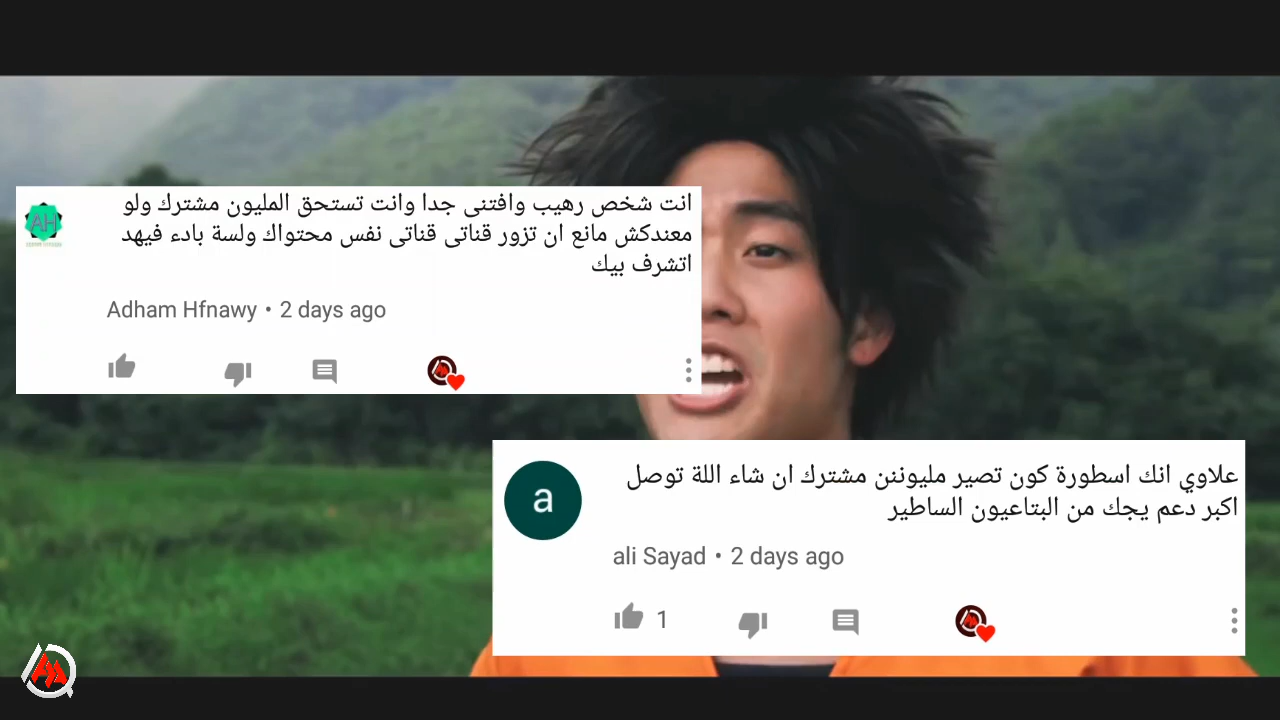 انت شخص رهيب وافتنى جدا وانت تستحق المليون مشترك ولو
معندكش مانع ان تزور قناتى قناتى نفس محتواك ولسة بادء فيهد
اتشرف بيك
Adham Hfnawy • 2 days ago
علاوي انك اسطورة كون تصير مليوننن مشترك ان شاء اللة توصل
اكبر دعم يجك من البتاعيون الساطير
a
ali Sayad • 2 days ago
1